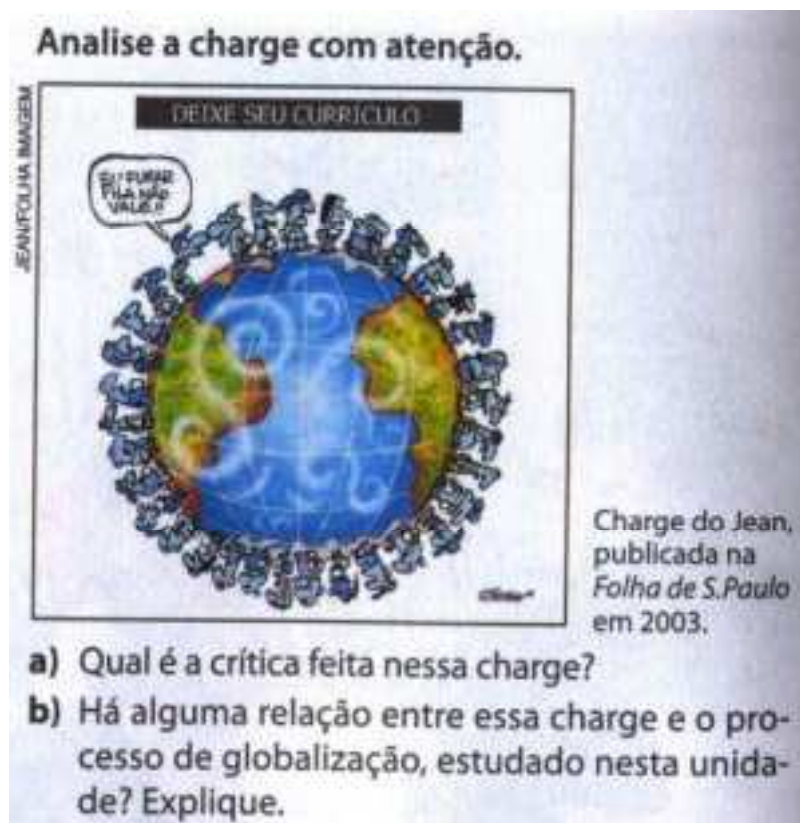 Analise a charge com atenção.
JEAN/FOLHA IMAGEM
DEIXE SEU CURRÍCULO
EI! FURAR
FILA NÃO
VALE!!
Charge do Jean,
publicada na
Folha de S.Paulo
em 2003.
a) Qual é a crítica feita nessa charge?
b) Há alguma relação entre essa charge e o pro-
cesso de globalização, estudado nesta unida-
de? Explique.